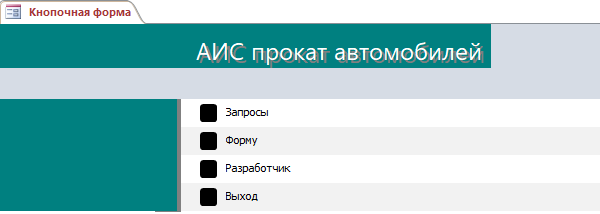 Кнопочная форма
АИС прокат автомобилей
Запросы
Форму
Разработчик
Выход